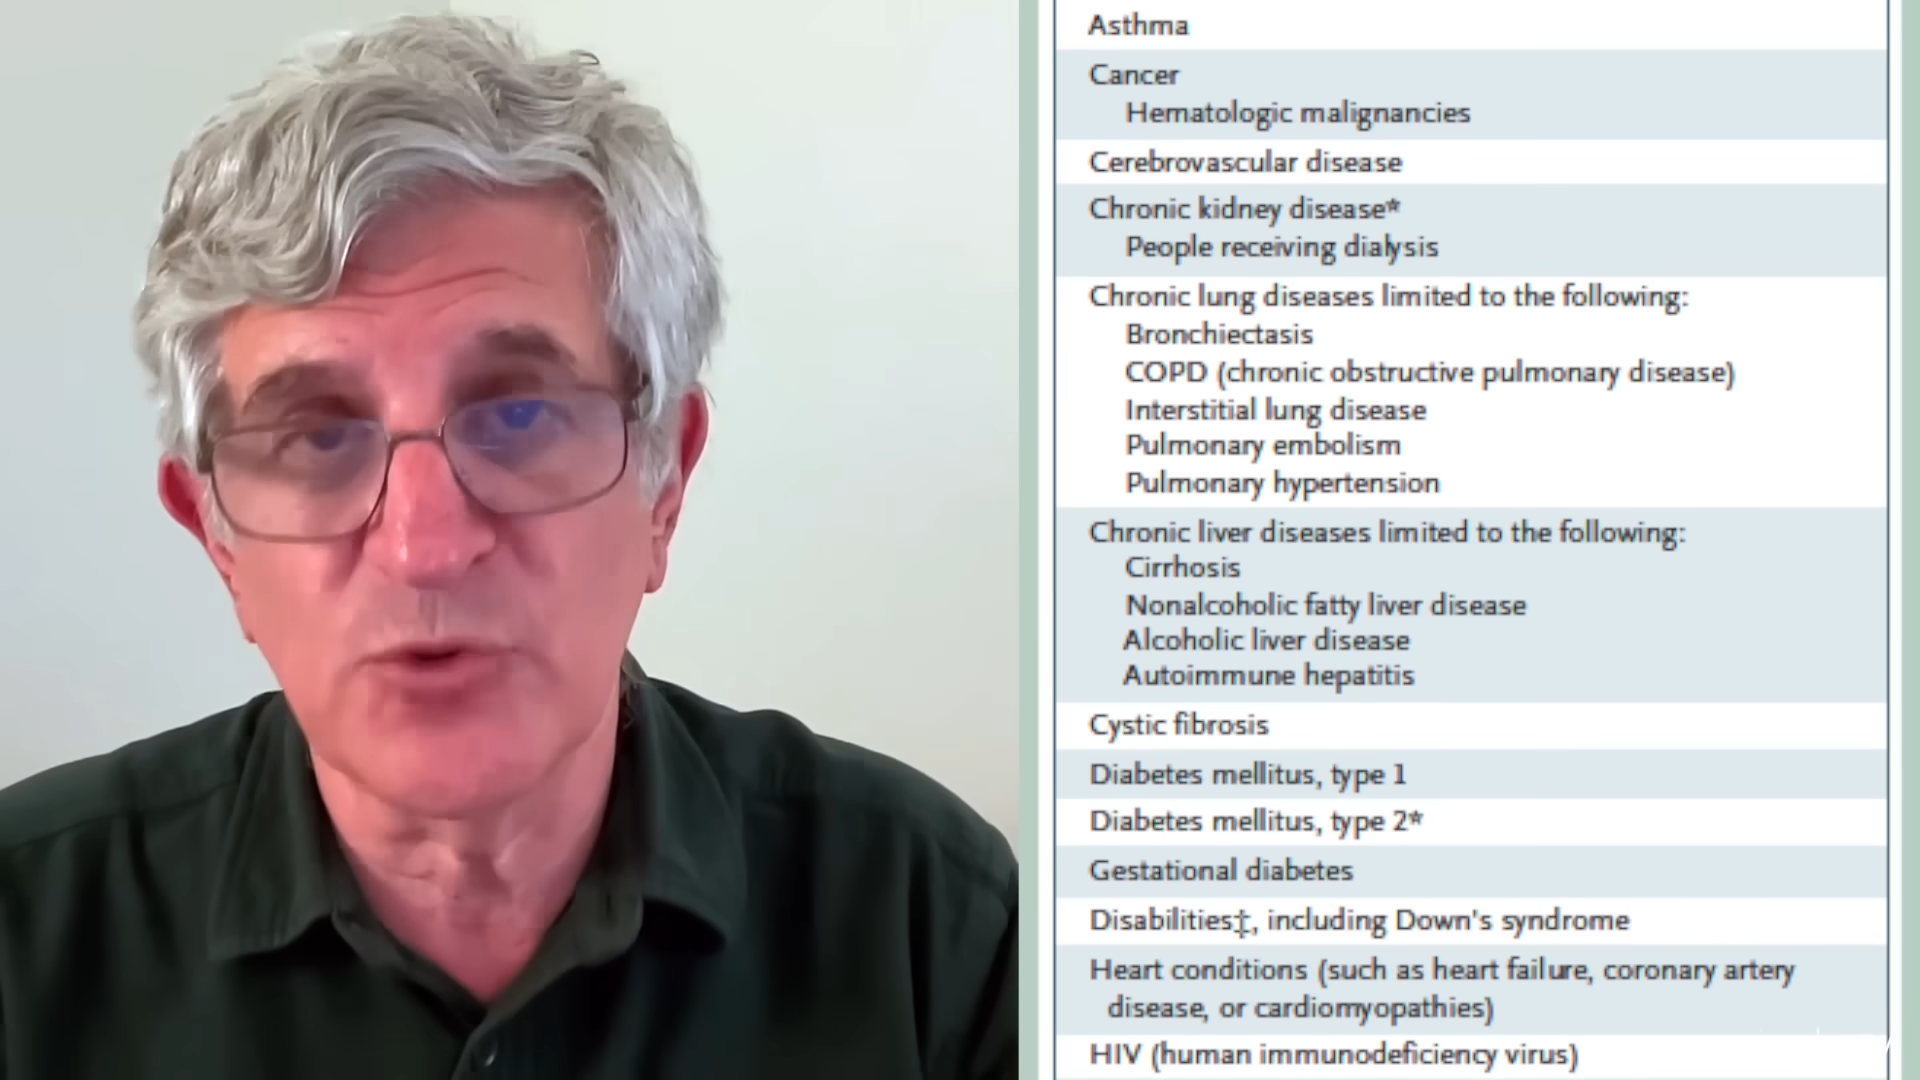 Asthma
Cancer
Hematologic malignancies
Cerebrovascular disease
Chronic kidney disease*
People receiving dialysis
Chronic lung diseases limited to the following:
Bronchiectasis
COPD (chronic obstructive pulmonary disease)
Interstitial lung disease
Pulmonary embolism
Pulmonary hypertension
Chronic liver diseases limited to the following:
Cirrhosis
Nonalcoholic fatty liver disease
Alcoholic liver disease
Autoimmune hepatitis
Cystic fibrosis
Diabetes mellitus, type 1
Diabetes mellitus, type 2*
Gestational diabetes
Disabilities‡, including Down's syndrome
Heart conditions (such as heart failure, coronary artery
disease, or cardiomyopathies)
HIV (human immunodeficiency virus)